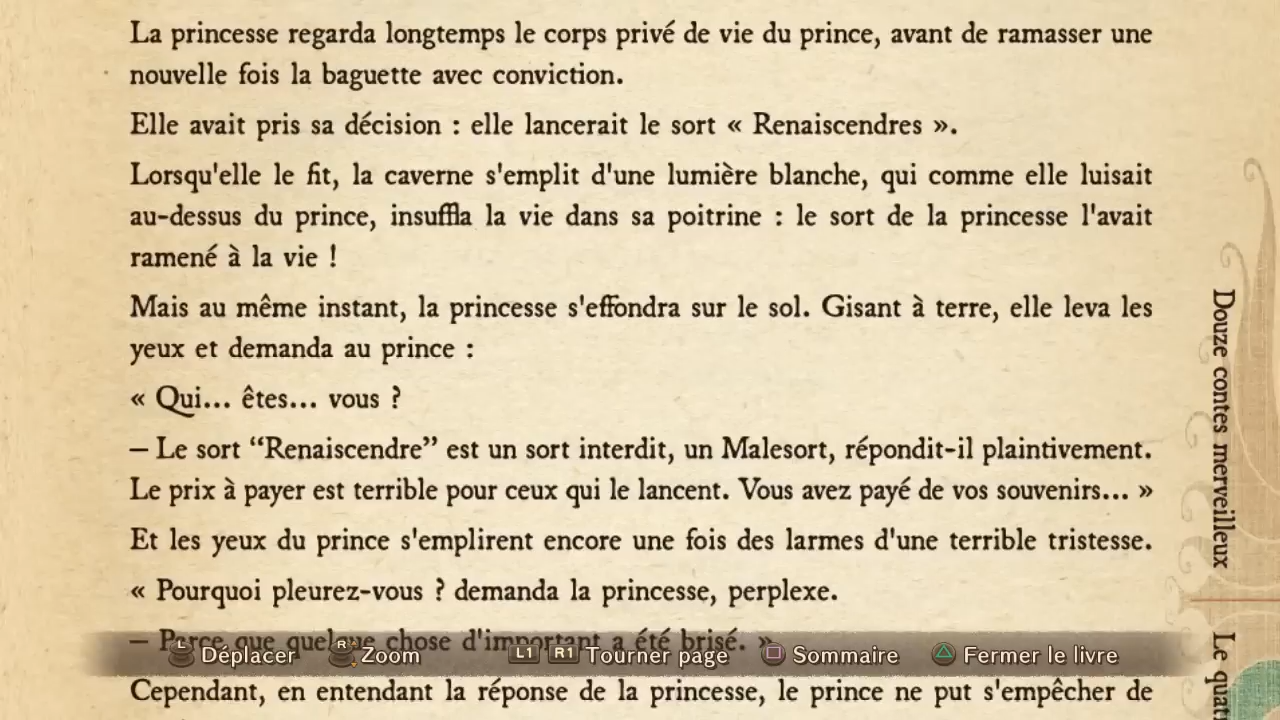 La princesse regarda longtemps le corps privé de vie du prince, avant de ramasser une
nouvelle fois la baguette avec conviction.
Elle avait pris sa décision : elle lancerait le sort « Renaiscendres ».
Lorsqu'elle le fit, la caverne s'emplit d'une lumière blanche, qui comme elle luisait
au-dessus du prince, insuffla la vie dans sa poitrine : le sort de la princesse l'avait
ramené à la vie !
Mais au même instant, la princesse s'effondra sur le sol. Gisant à terre, elle leva les
yeux et demanda au prince :
« Qui... êtes... vous ?
– Le sort “Renaiscendre” est un sort interdit, un Malesort, répondit-il plaintivement.
Le prix à payer est terrible pour ceux qui le lancent. Vous avez payé de vos souvenirs... »
Et les yeux du prince s'emplirent encore une fois des larmes d'une terrible tristesse.
« Pourquoi pleurez-vous ? demanda la princesse, perplexe.
– Parce que quelque chose d'important a été brisé. »
L Déplacer R Zoom L1 R1 Tourner page Sommaire Fermer le livre
Cependant, en entendant la réponse de la princesse, le prince ne put s'empêcher de
Douze contes merveilleux Le